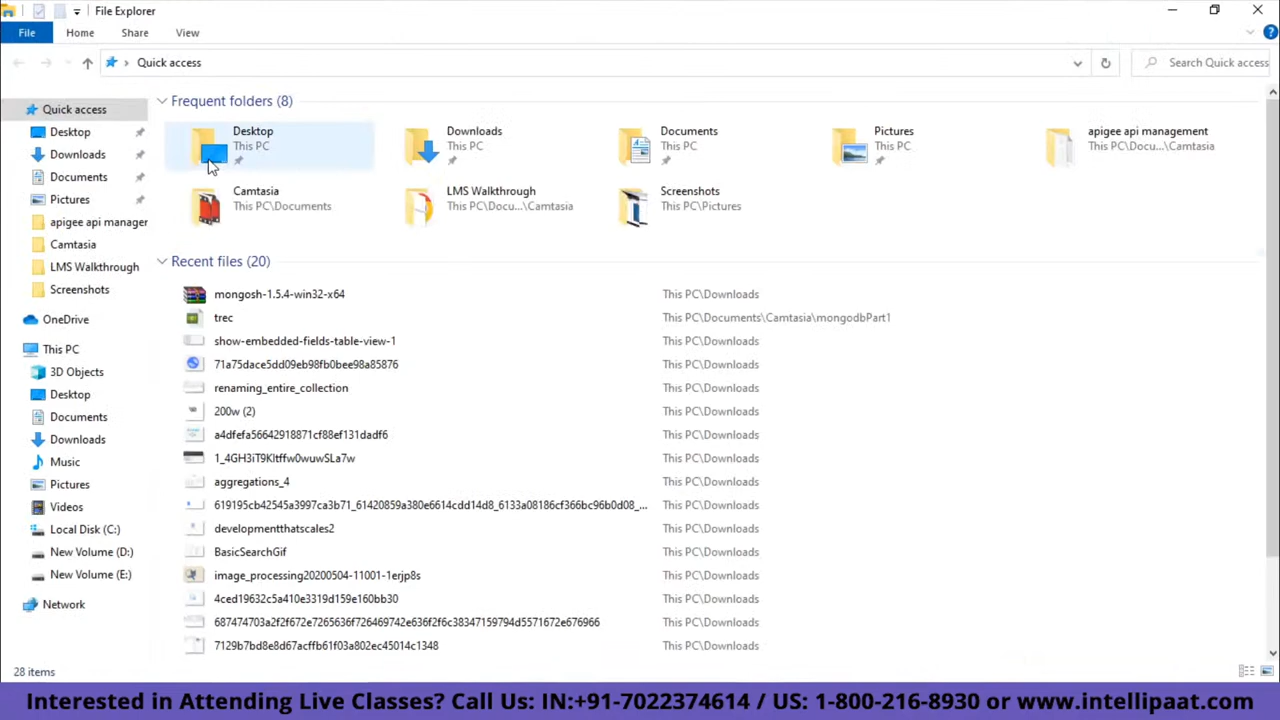 File Explorer
File Home Share View
Quick access
Search Quick access
Quick access
Desktop
Downloads
Documents
Pictures
apigee api manager
Camtasia
LMS Walkthrough
Screenshots
OneDrive
This PC
3D Objects
Desktop
Documents
Downloads
Music
Pictures
Videos
Local Disk (C:)
New Volume (D:)
New Volume (E:)
Network
Frequent folders (8)
Desktop
This PC
Downloads
This PC
Documents
This PC
Pictures
This PC
apigee api management
This PC\Docu...\Camtasia
Camtasia
This PC\Documents
LMS Walkthrough
This PC\Docu...\Camtasia
Screenshots
This PC\Pictures
Recent files (20)
mongosh-1.5.4-win32-x64 This PC\Downloads
trec This PC\Documents\Camtasia\mongodbPart1
show-embedded-fields-table-view-1 This PC\Downloads
71a75dace5dd09eb98fb0bee98a85876 This PC\Downloads
renaming_entire_collection This PC\Downloads
200w (2) This PC\Downloads
a4dfefa56642918871cf88ef131dadf6 This PC\Downloads
1_4GH3iT9KItffw0wuwSLa7w This PC\Downloads
aggregations_4 This PC\Downloads
619195cb42545a3997ca3b71_61420859a380e6614cdd14d8_6133a08186cf366bc96b0d08_... This PC\Downloads
developmentthatscales2 This PC\Downloads
BasicSearchGif This PC\Downloads
image_processing20200504-11001-1erjp8s This PC\Downloads
4ced19632c5a410e3319d159e160bb30 This PC\Downloads
687474703a2f2f672e7265636f726469742e636f2f6c38347159794d5571672e676966 This PC\Downloads
7129b7bd8e8d67acffb61f03a802ec45014c1348 This PC\Downloads
28 items
Interested in Attending Live Classes? Call Us: IN:+91-7022374614 / US: 1-800-216-8930 or www.intellipaat.com